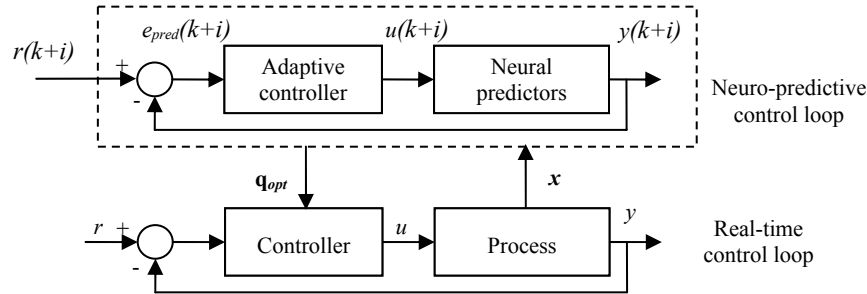 e_pred(k+i) u(k+i) y(k+i)
r(k+i) +
-
Adaptive
controller
Neural
predictors
Neuro-predictive
control loop
q_opt x
r + u y
-
Controller
Process
Real-time
control loop